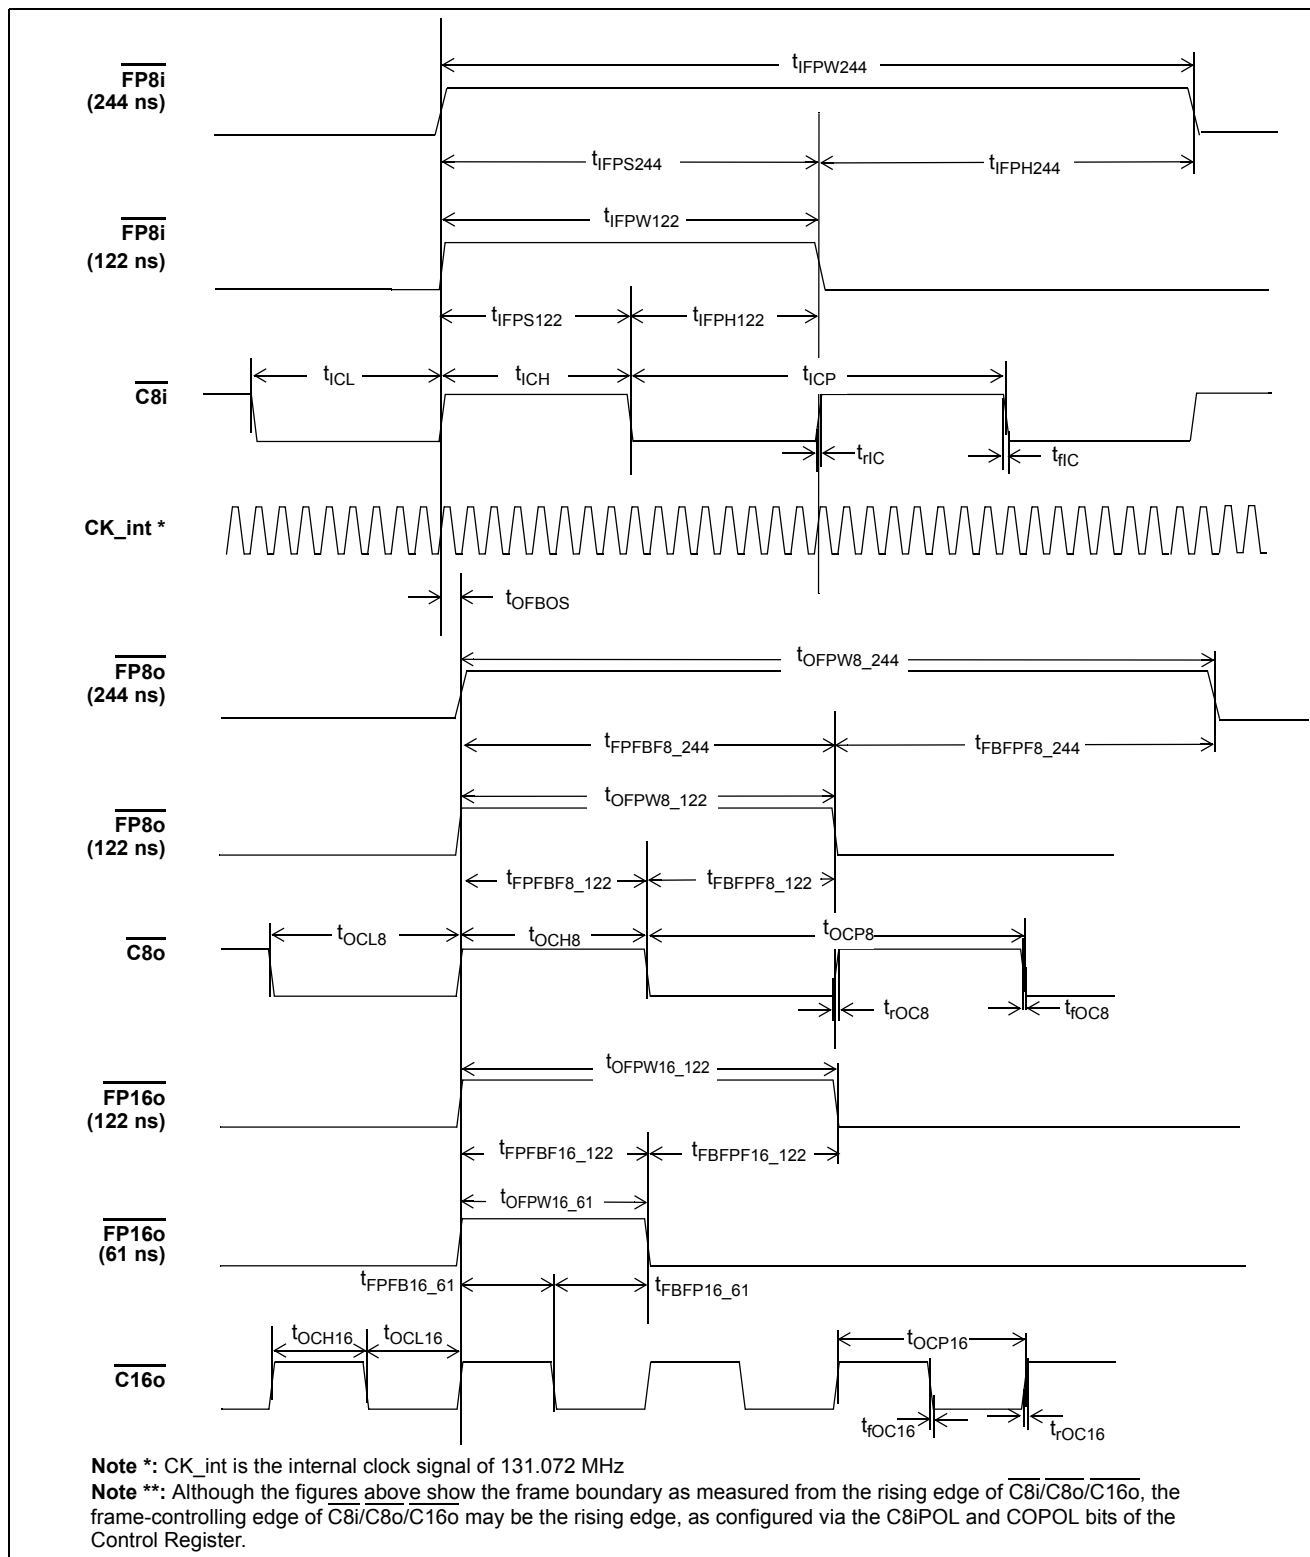 FP8i
(244 ns)
tIFPW244
tIFPS244
tIFPH244
FP8i
(122 ns)
tIFPW122
tIFPS122
tIFPH122
C8i
tICL
tICH
tICP
trIC
tfIC
CK_int *
tOFBOS
FP8o
(244 ns)
tOFPW8_244
tFPFBF8_244
tFBFPF8_244
FP8o
(122 ns)
tOFPW8_122
tFPFBF8_122
tFBFPF8_122
C8o
tOCL8
tOCH8
tOCP8
trOC8
tfOC8
FP16o
(122 ns)
tOFPW16_122
tFPFBF16_122
tFBFPF16_122
FP16o
(61 ns)
tOFPW16_61
tFPFB16_61
tFBFP16_61
C16o
tOCH16
tOCL16
tOCP16
tfOC16
trOC16
Note *: CK_int is the internal clock signal of 131.072 MHz
Note **: Although the figures above show the frame boundary as measured from the rising edge of C8i/C8o/C16o, the
frame-controlling edge of C8i/C8o/C16o may be the rising edge, as configured via the C8iPOL and COPOL bits of the
Control Register.